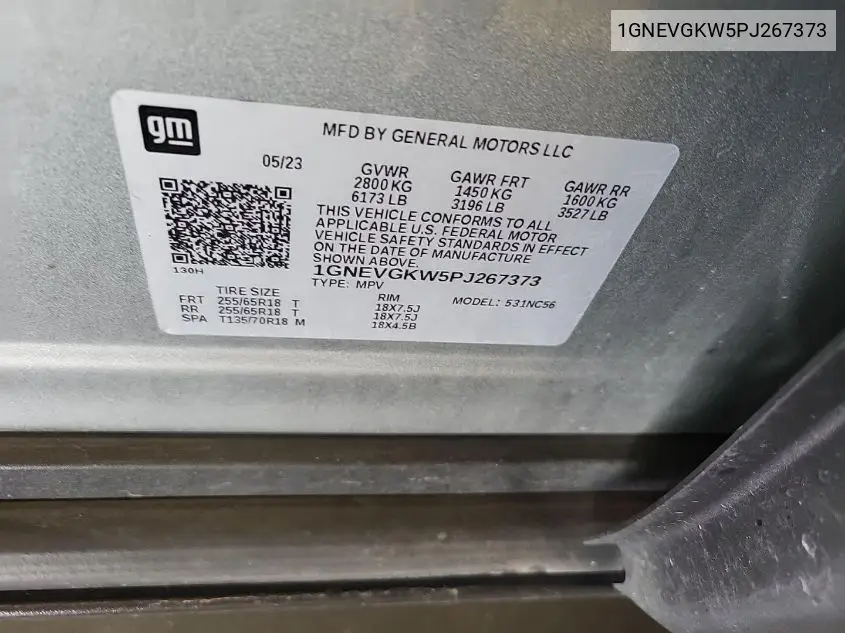 1GNEVGKW5PJ267373
gm
MFD BY GENERAL MOTORS LLC
05/23
GVWR GAWR FRT GAWR RR
2800 KG 1450 KG 1600 KG
6173 LB 3196 LB 3527 LB
THIS VEHICLE CONFORMS TO ALL
APPLICABLE U.S. FEDERAL MOTOR
VEHICLE SAFETY STANDARDS IN EFFECT
ON THE DATE OF MANUFACTURE
SHOWN ABOVE.
130H
1GNEVGKW5PJ267373
TYPE: MPV MODEL: 531NC56
TIRE SIZE RIM
FRT 255/65R18 T 18X7.5J
RR 255/65R18 T 18X7.5J
SPA T135/70R18 M 18X4.5B